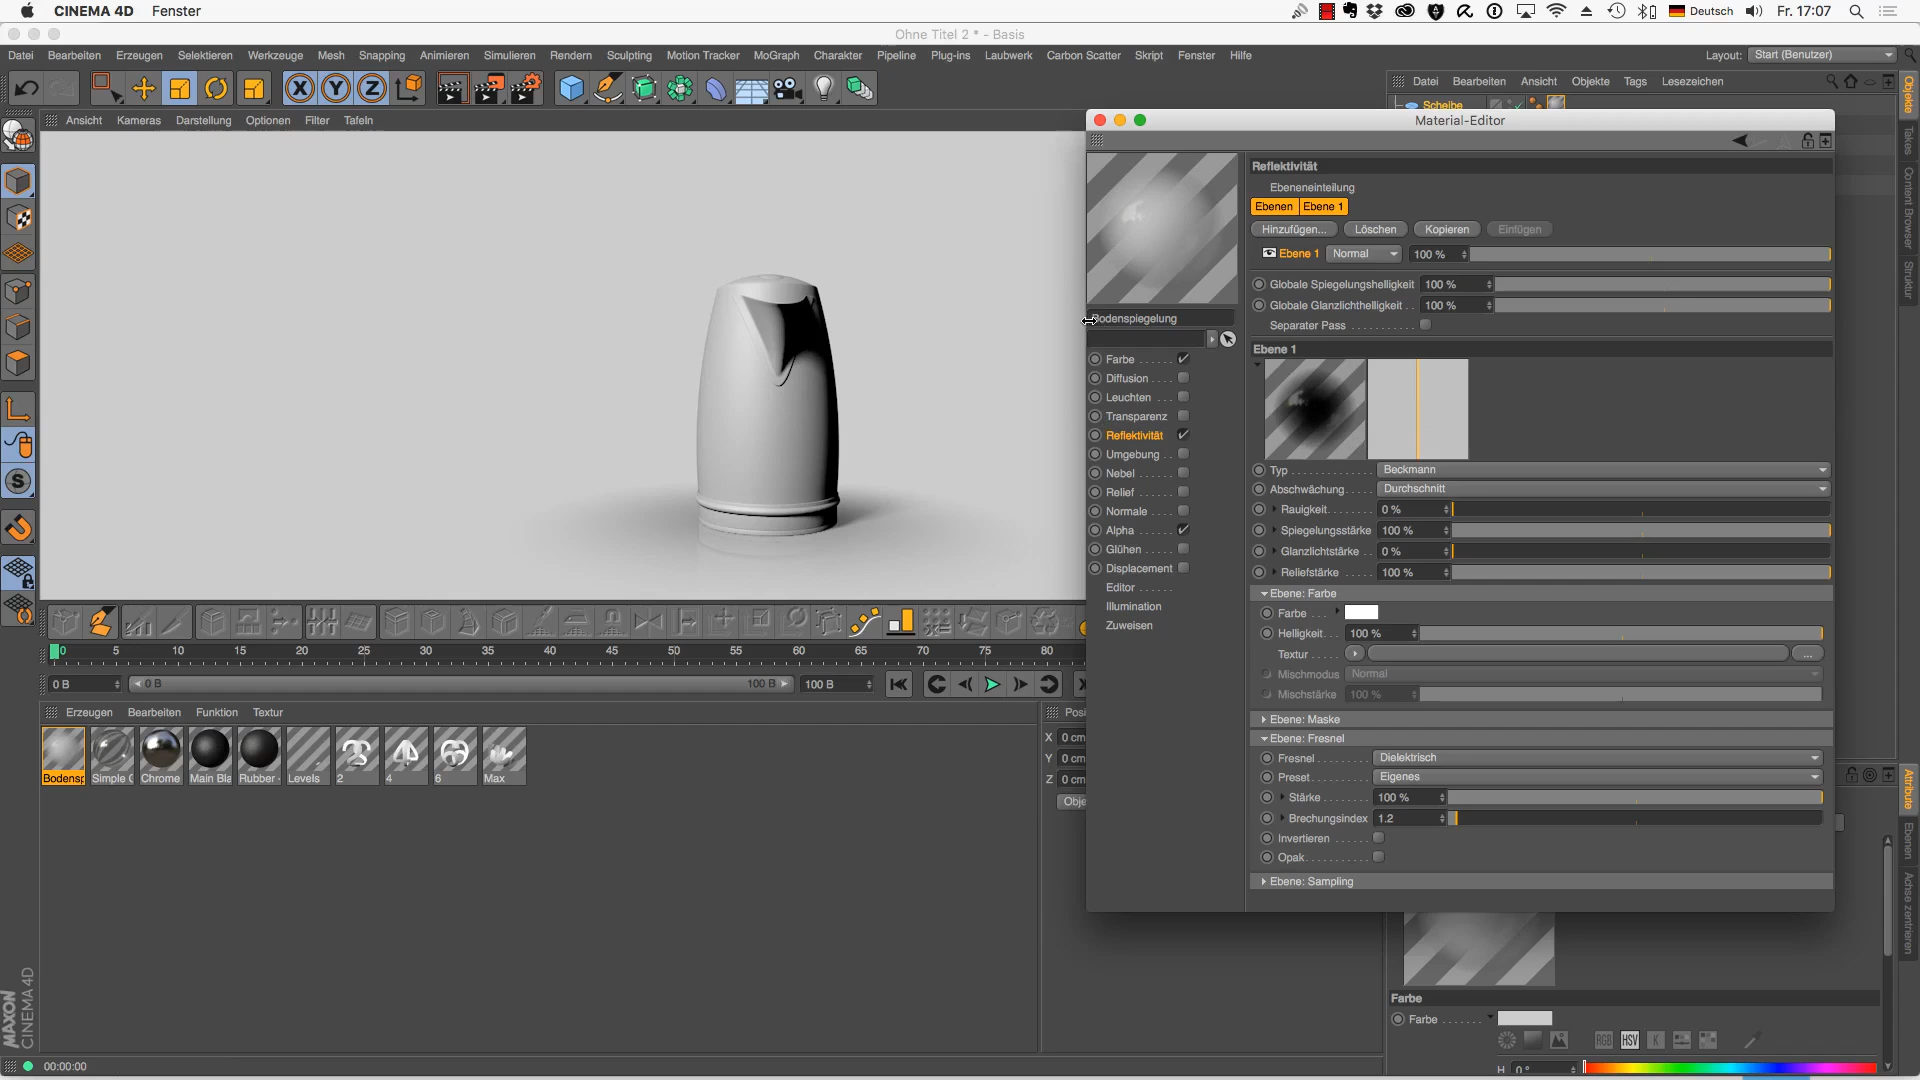 CINEMA 4D Fenster Deutsch Fr. 17:07
Ohne Titel 2 * - Basis
Datei Bearbeiten Erzeugen Selektieren Werkzeuge Mesh Snapping Animieren Simulieren Rendern Sculpting Motion Tracker MoGraph Charakter Pipeline Plug-ins Laubwerk Carbon Scatter Skript Fenster Hilfe Layout: Start (Benutzer)
Datei Bearbeiten Ansicht Objekte Tags Lesezeichen
Scheibe
Ansicht Kameras Darstellung Optionen Filter Tafeln
Material-Editor
Reflektivität
Ebeneneinteilung
Ebenen Ebene 1
Hinzufügen... Löschen Kopieren Einfügen
Ebene 1 Normal 100 %
Globale Spiegelungshelligkeit 100 %
Globale Glanzlichthelligkeit . . 100 %
Separater Pass . . . . . . . . . .
Bodenspiegelung
Farbe
Diffusion
Leuchten
Transparenz
Reflektivität
Umgebung
Nebel
Relief
Normale
Alpha
Glühen
Displacement
Editor
Illumination
Zuweisen
Ebene 1
Typ Beckmann
Abschwächung Durchschnitt
Rauigkeit 0 %
Spiegelungsstärke 100 %
Glanzlichtstärke 0 %
Reliefstärke 100 %
Ebene: Farbe
Farbe
Helligkeit 100 %
Textur ...
Mischmodus Normal
Mischstärke 100 %
Ebene: Maske
Ebene: Fresnel
Fresnel Dielektrisch
Preset Eigenes
Stärke 100 %
Brechungsindex 1.2
Invertieren
Opak
Ebene: Sampling
Objekte
Takes
Content Browser
Struktur
Attribute
Ebenen
Achse zentrieren
0 5 10 15 20 25 30 35 40 45 50 55 60 65 70 75 80
0 B 0 B 100 B 100 B
Erzeugen Bearbeiten Funktion Textur
Bodensp Simple C Chrome Main Bla Rubber - Levels 2 4 6 Max
Posi
X 0 cm
Y 0 cm
Z 0 cm
Obje
Farbe
Farbe
RGB HSV K
H 0 °
MAXON
CINEMA 4D
00:00:00